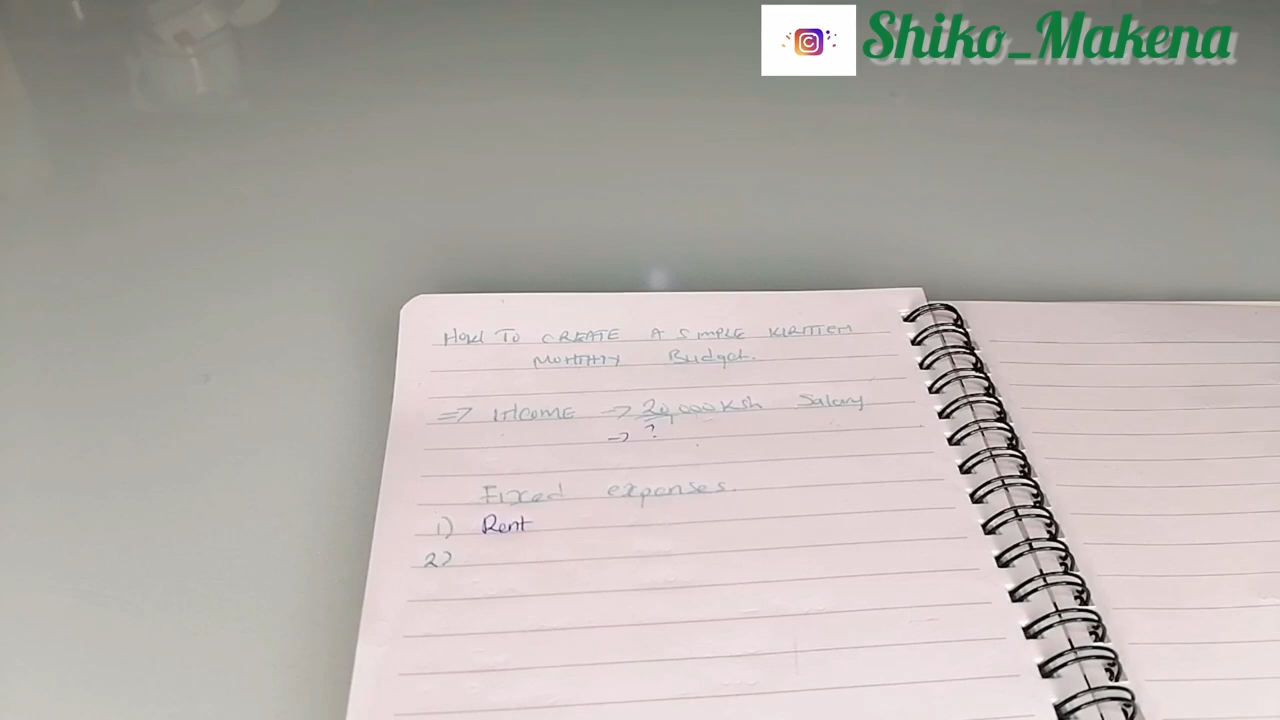 Shiko_Makena
HOW TO CREATE A SIMPLE WRITTEN
MONTHLY Budget.
=> INCOME -> 20,000 Ksh Salary
-> ?
Fixed expenses.
1) Rent
2)